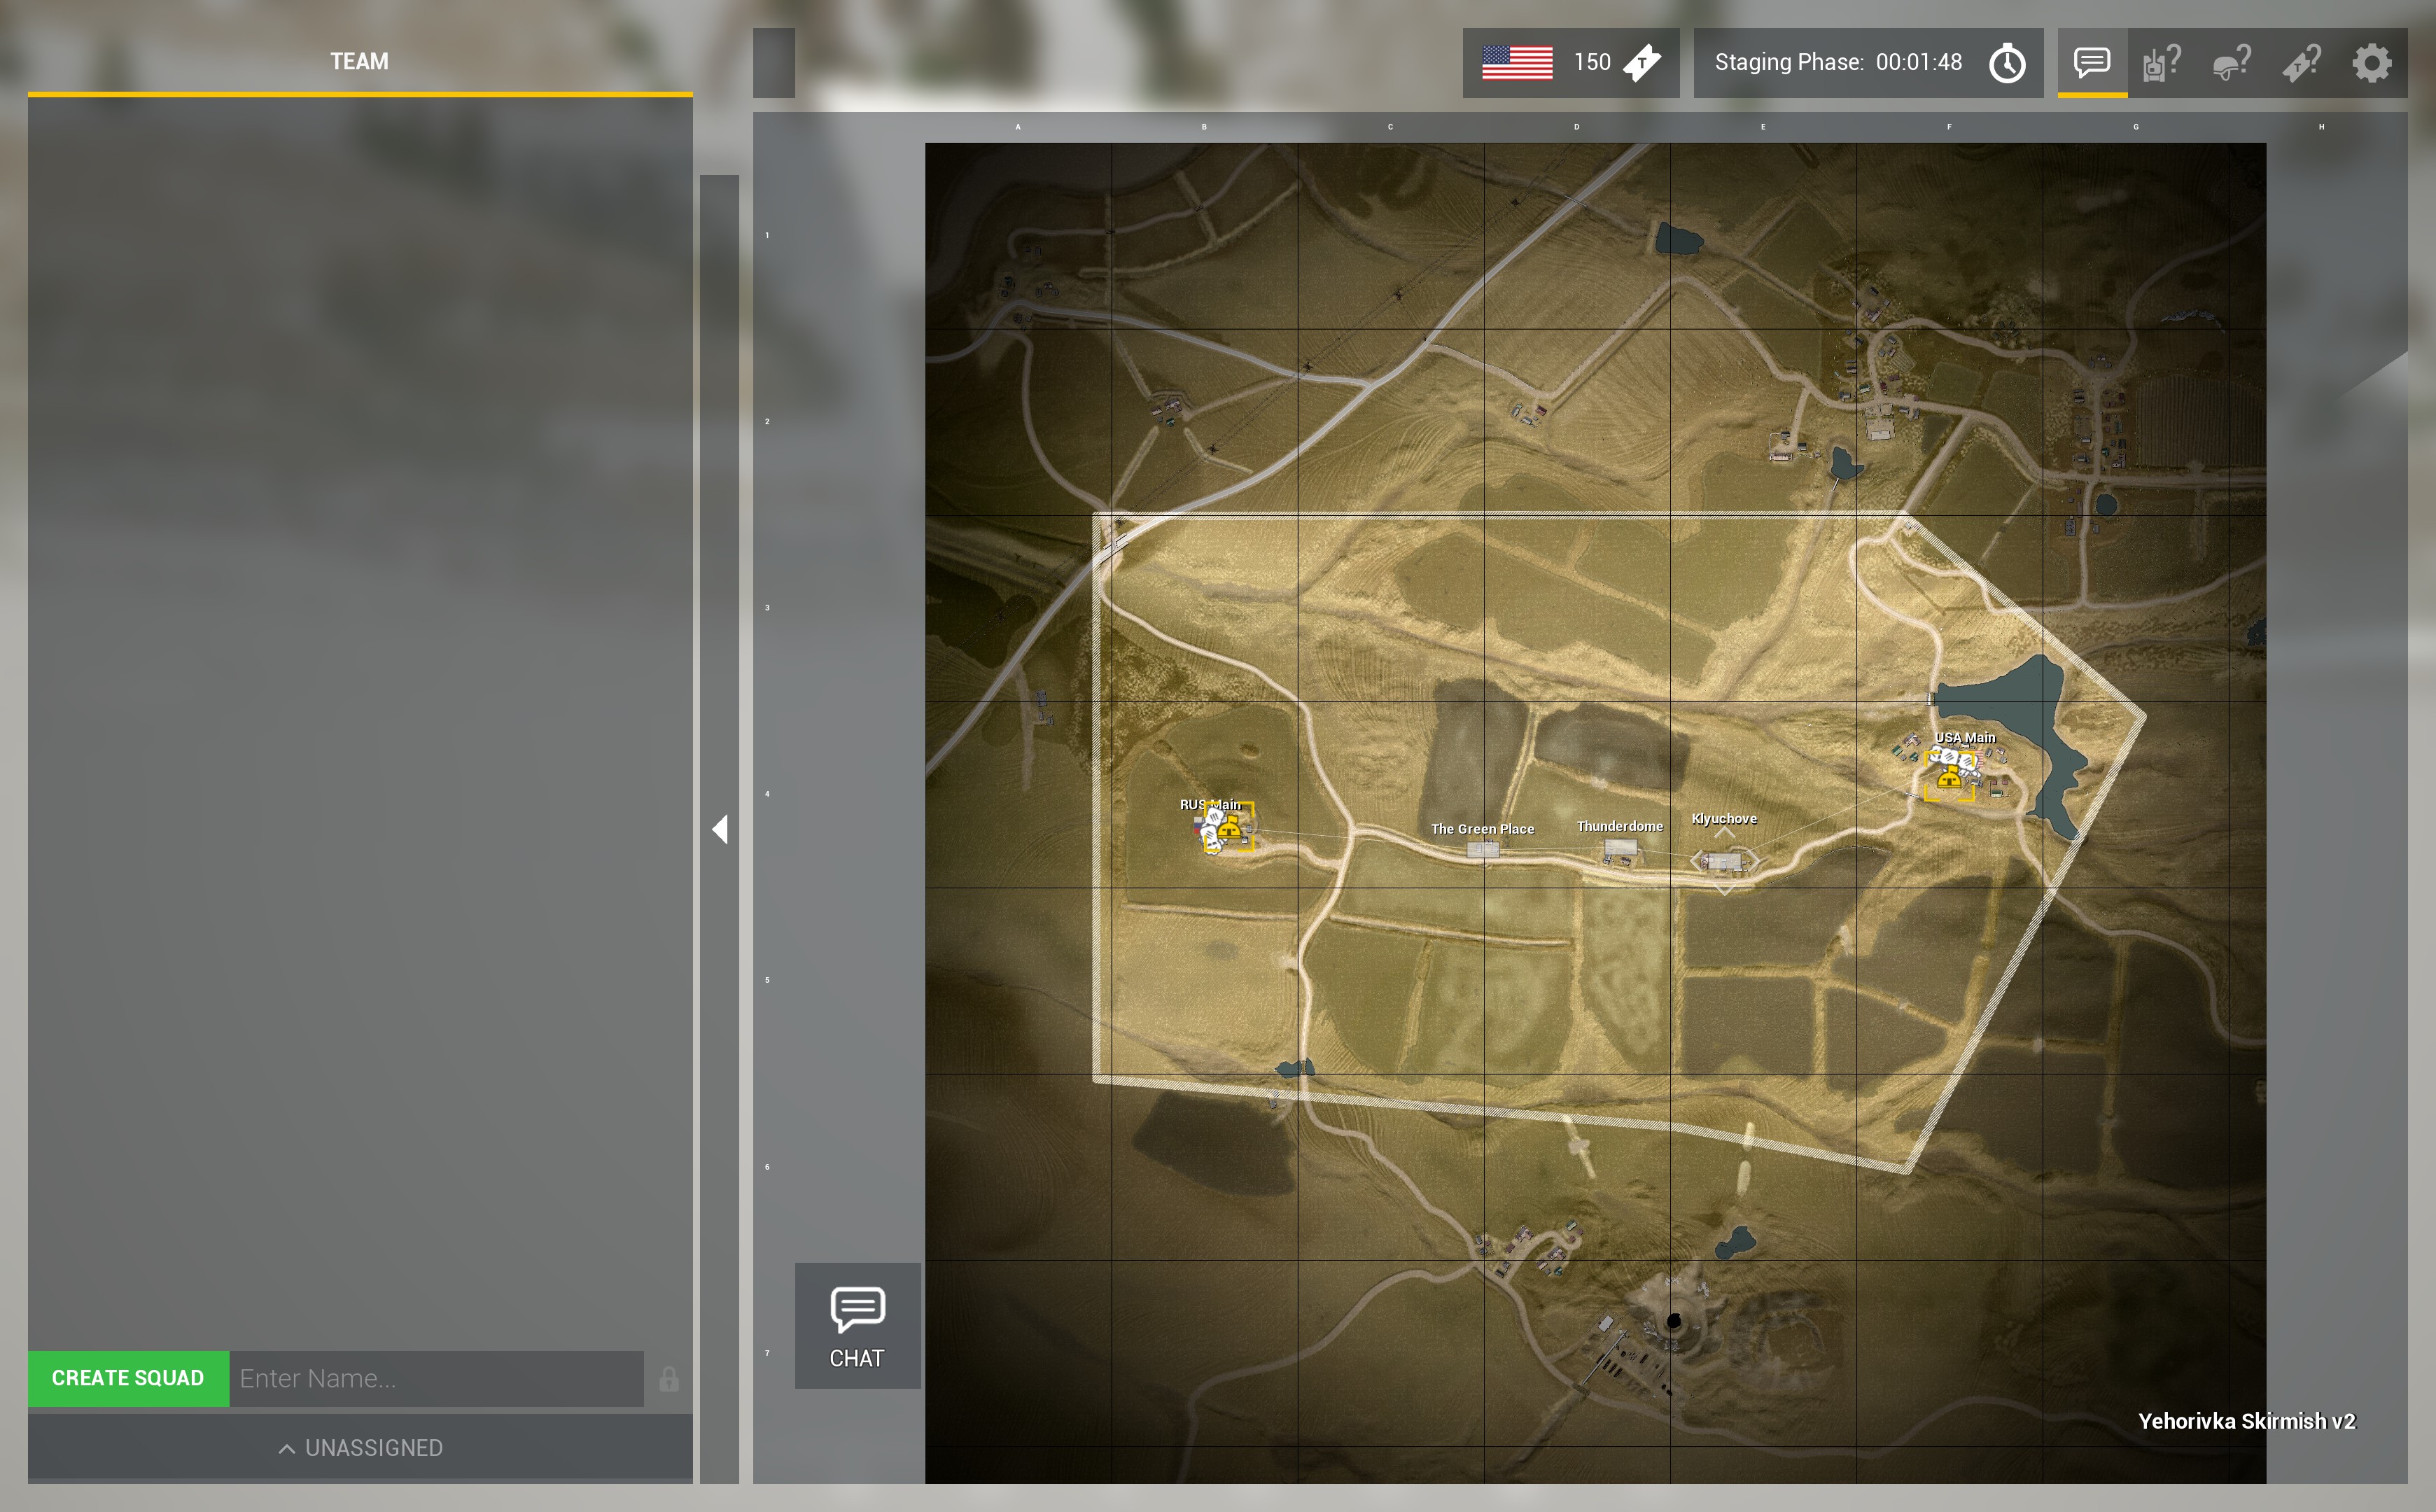 TEAM
150
T
Staging Phase: 00:01:48
?
?
T?
A B C D E F G H
1
2
3
4
5
6
7
USA Main
RUS Main
The Green Place
Thunderdome
Klyuchove
CHAT
CREATE SQUAD
Enter Name...
UNASSIGNED
Yehorivka Skirmish v2